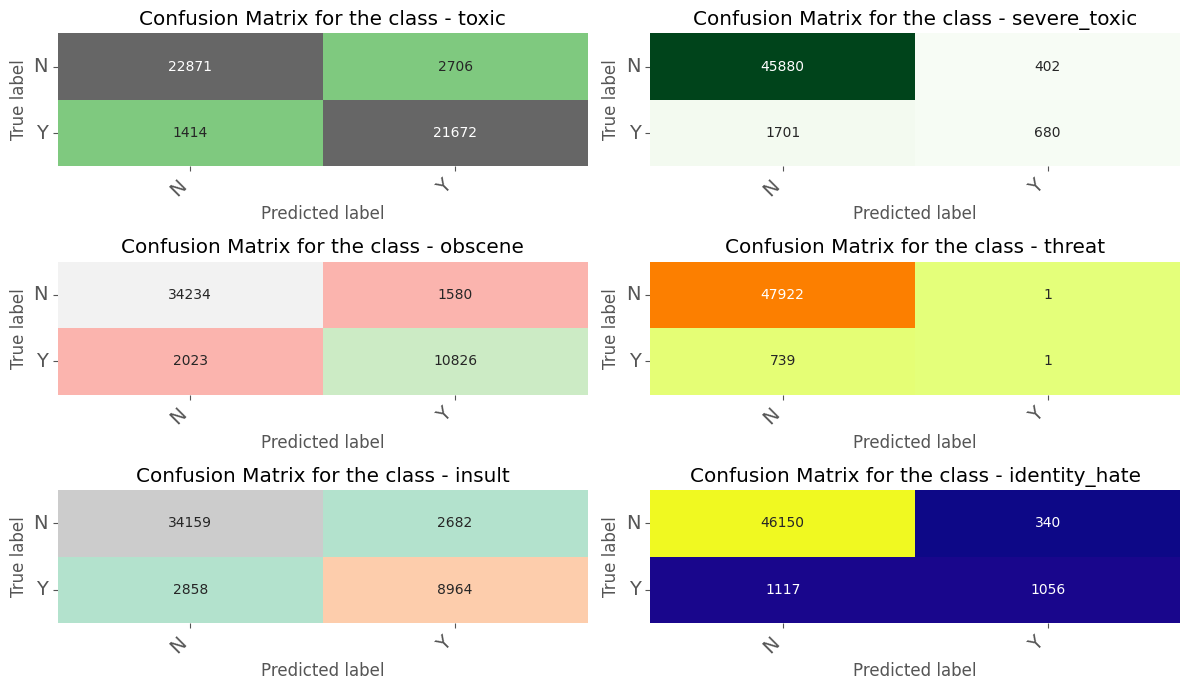 Confusion Matrix for the class - toxic
True label
N
22871
2706
Y
1414
21672
N
Y
Predicted label
Confusion Matrix for the class - severe_toxic
True label
N
45880
402
Y
1701
680
N
Y
Predicted label
Confusion Matrix for the class - obscene
True label
N
34234
1580
Y
2023
10826
N
Y
Predicted label
Confusion Matrix for the class - threat
True label
N
47922
1
Y
739
1
N
Y
Predicted label
Confusion Matrix for the class - insult
True label
N
34159
2682
Y
2858
8964
N
Y
Predicted label
Confusion Matrix for the class - identity_hate
True label
N
46150
340
Y
1117
1056
N
Y
Predicted label